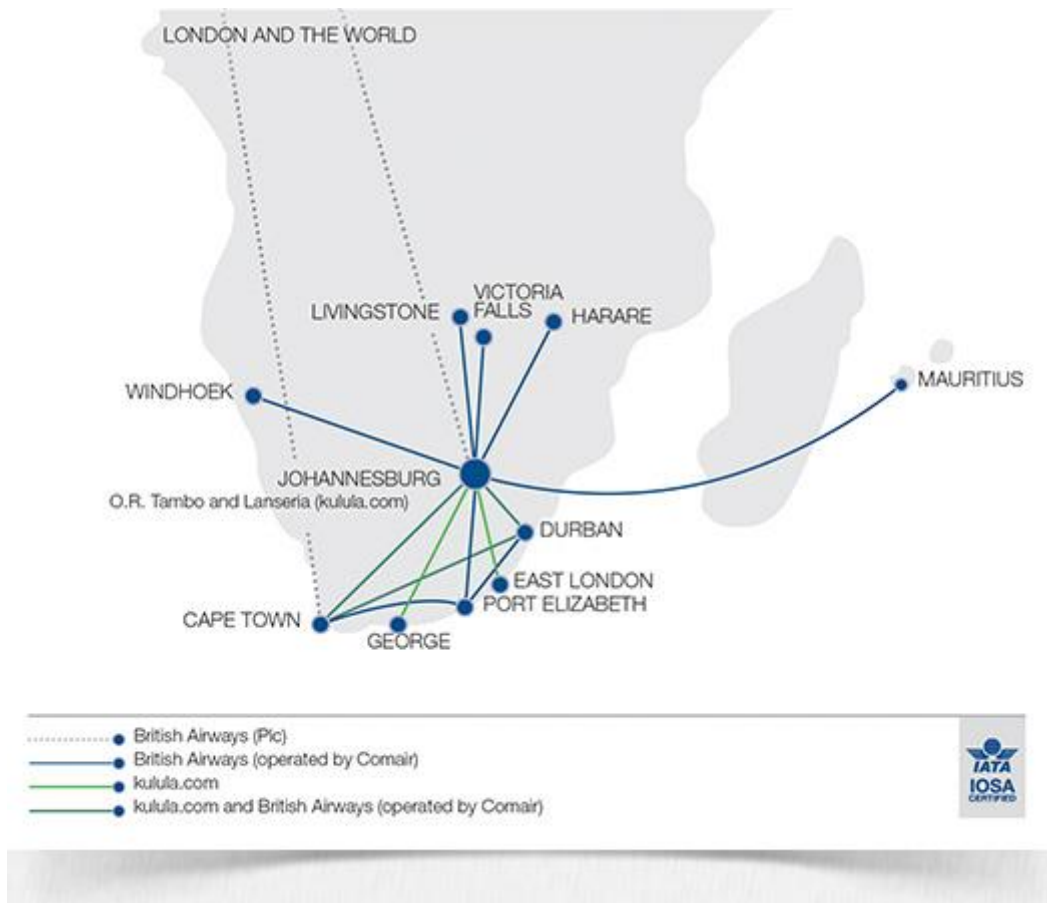 LONDON AND THE WORLD
VICTORIA
FALLS
LIVINGSTONE
HARARE
WINDHOEK
MAURITIUS
JOHANNESBURG
O.R. Tambo and Lanseria (kulula.com)
DURBAN
EAST LONDON
PORT ELIZABETH
CAPE TOWN
GEORGE
British Airways (Plc)
British Airways (operated by Comair)
kulula.com
kulula.com and British Airways (operated by Comair)
IATA
IOSA
CERTIFIED